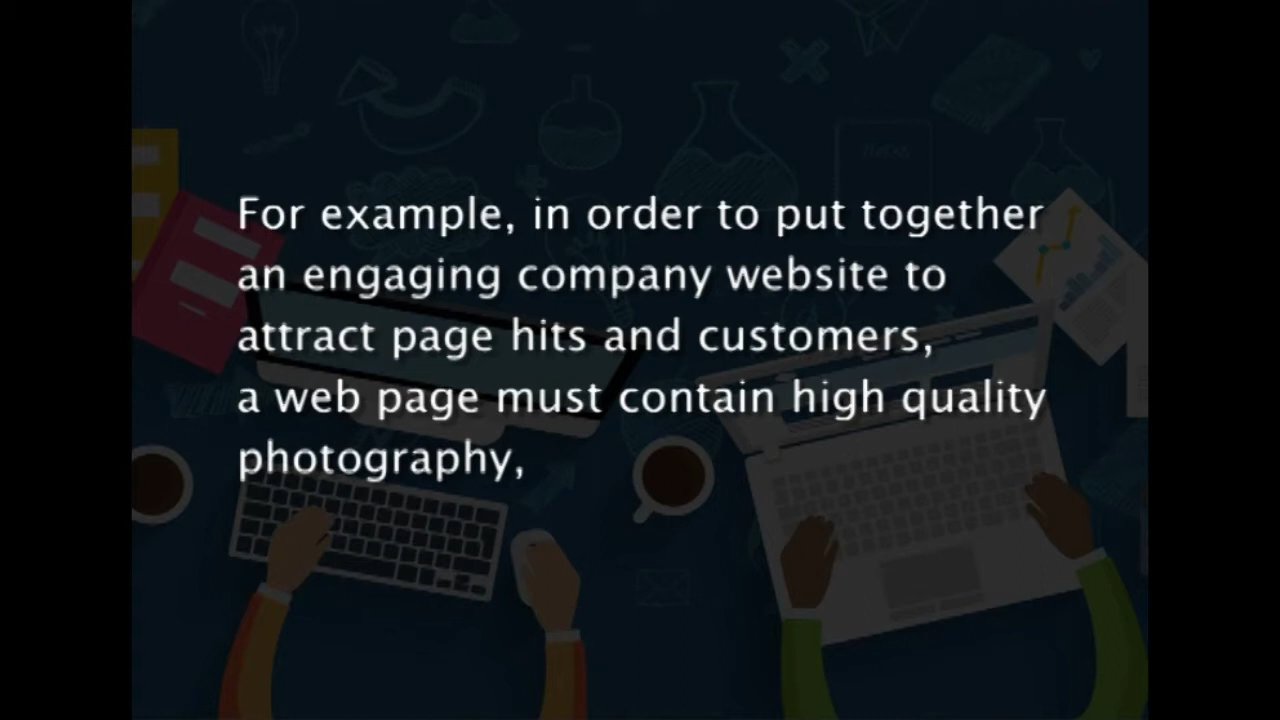 For example, in order to put together
an engaging company website to
attract page hits and customers,
a web page must contain high quality
photography,